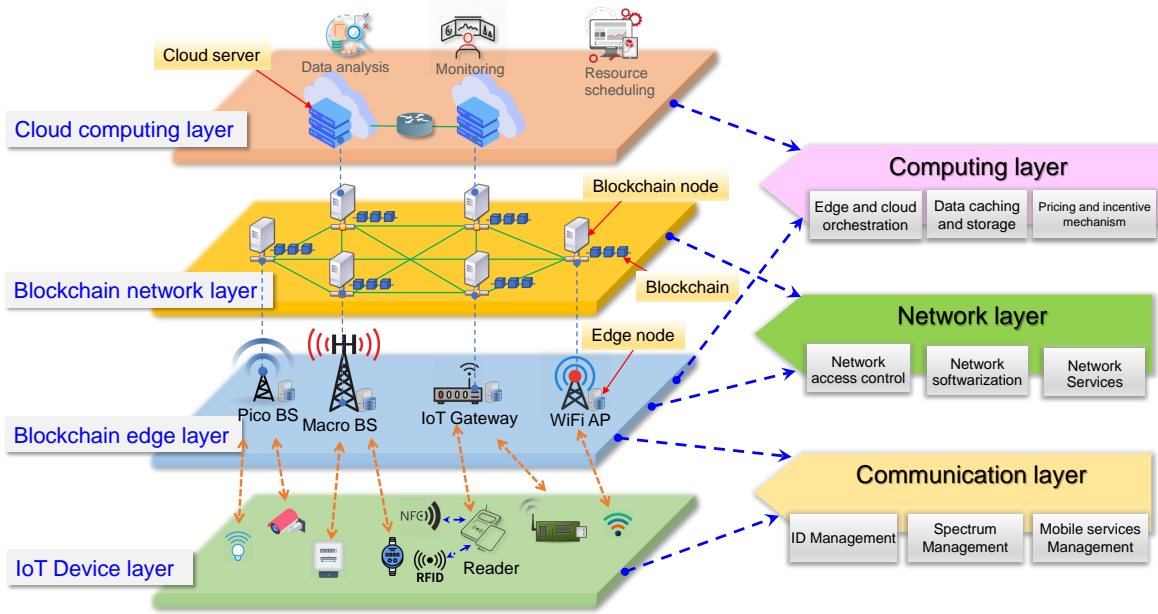 Cloud server
Data analysis
Monitoring
Resource
scheduling
Cloud computing layer
Blockchain node
Blockchain
Blockchain network layer
Edge node
Pico BS
Macro BS
IoT Gateway
WiFi AP
Blockchain edge layer
NFC
RFID
Reader
IoT Device layer
Computing layer
Edge and cloud
orchestration
Data caching
and storage
Pricing and incentive
mechanism
Network layer
Network
access control
Network
softwarization
Network
Services
Communication layer
ID Management
Spectrum
Management
Mobile services
Management